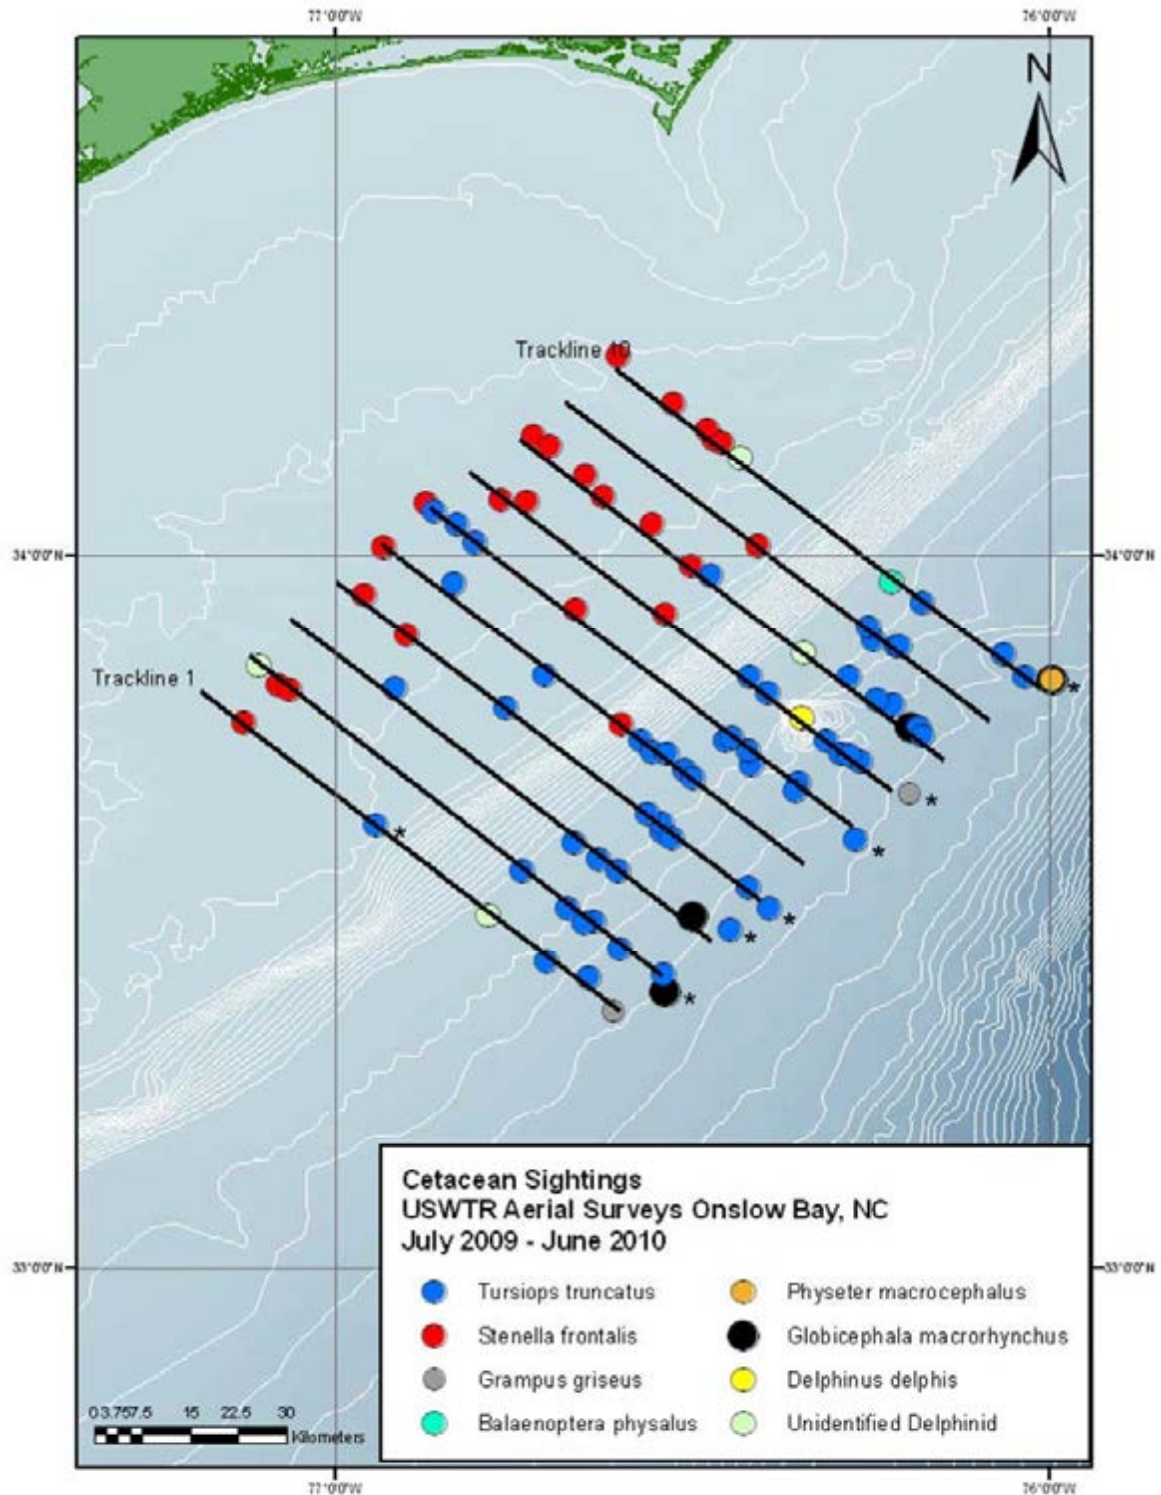 77°0'0"W 76°0'0"W
N
Trackline 10
34°0'0"N 34°0'0"N
Trackline 1
*
*
*
*
*
*
*
Cetacean Sightings
USWTR Aerial Surveys Onslow Bay, NC
July 2009 - June 2010
33°0'0"N 33°0'0"N
Tursiops truncatus Physeter macrocephalus
Stenella frontalis Globicephala macrorhynchus
Grampus griseus Delphinus delphis
Balaenoptera physalus Unidentified Delphinid
0 3.75 7.5 15 22.5 30
Kilometers
77°0'0"W 76°0'0"W